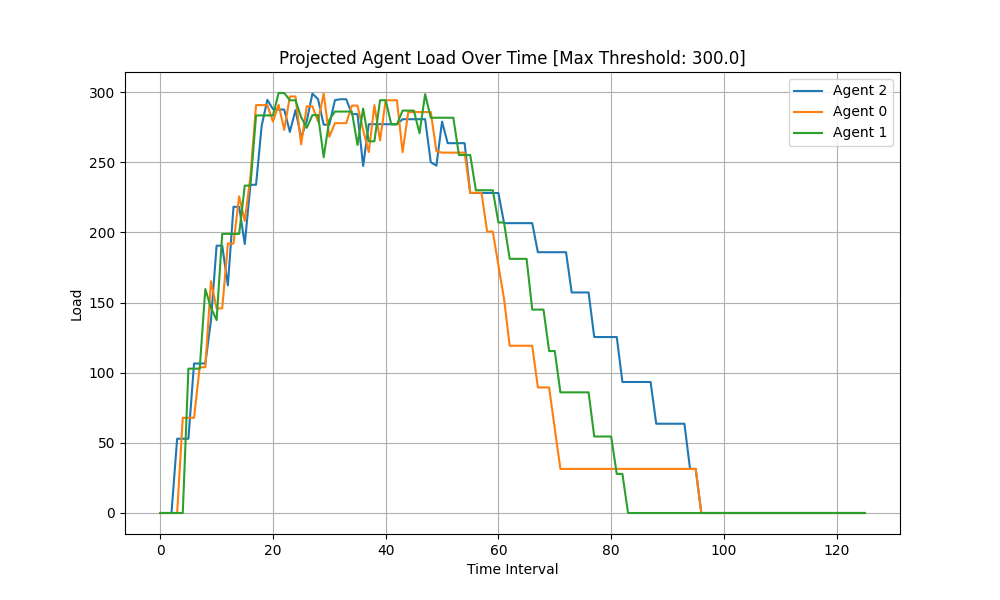 Projected Agent Load Over Time [Max Threshold: 300.0]
Agent 2
Agent 0
Agent 1
Load
300
250
200
150
100
50
0
0 20 40 60 80 100 120
Time Interval